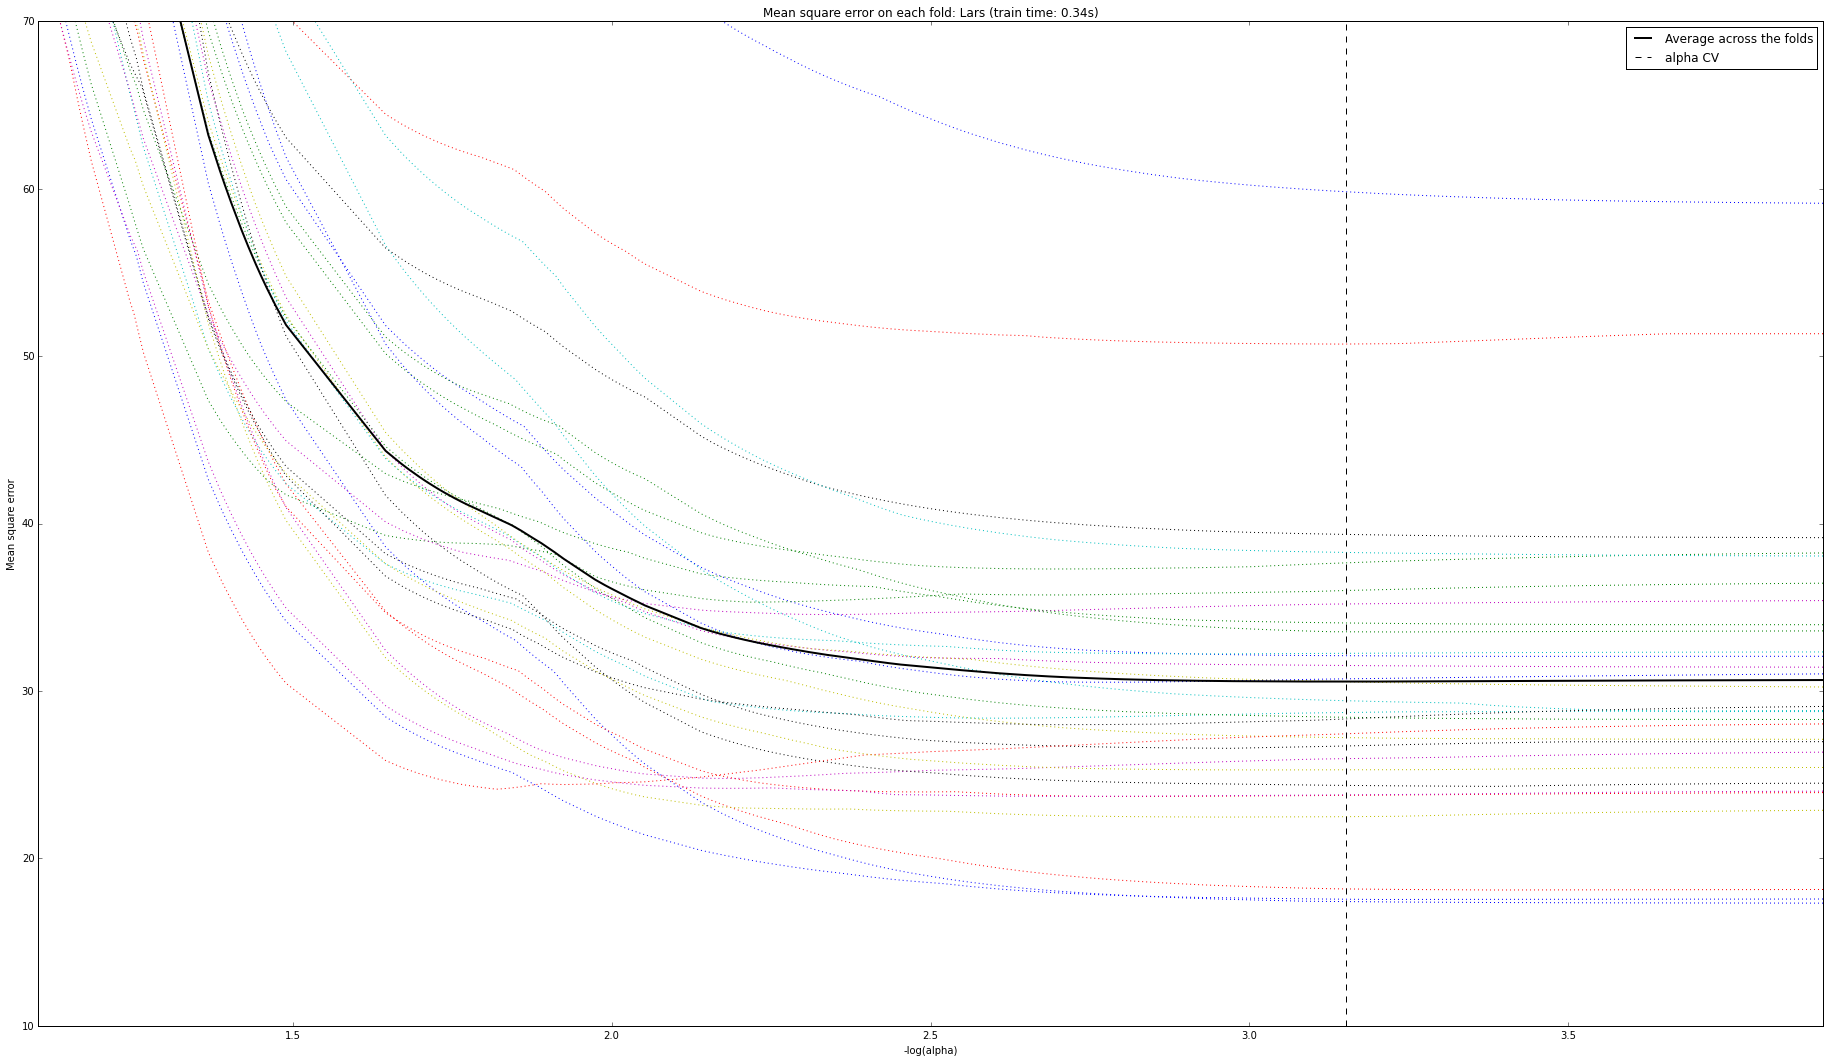 Mean square error on each fold: Lars (train time: 0.34s)
70
Average across the folds
alpha CV
60
50
Mean square error
40
30
20
10
1.5 2.0 2.5 3.0 3.5
-log(alpha)